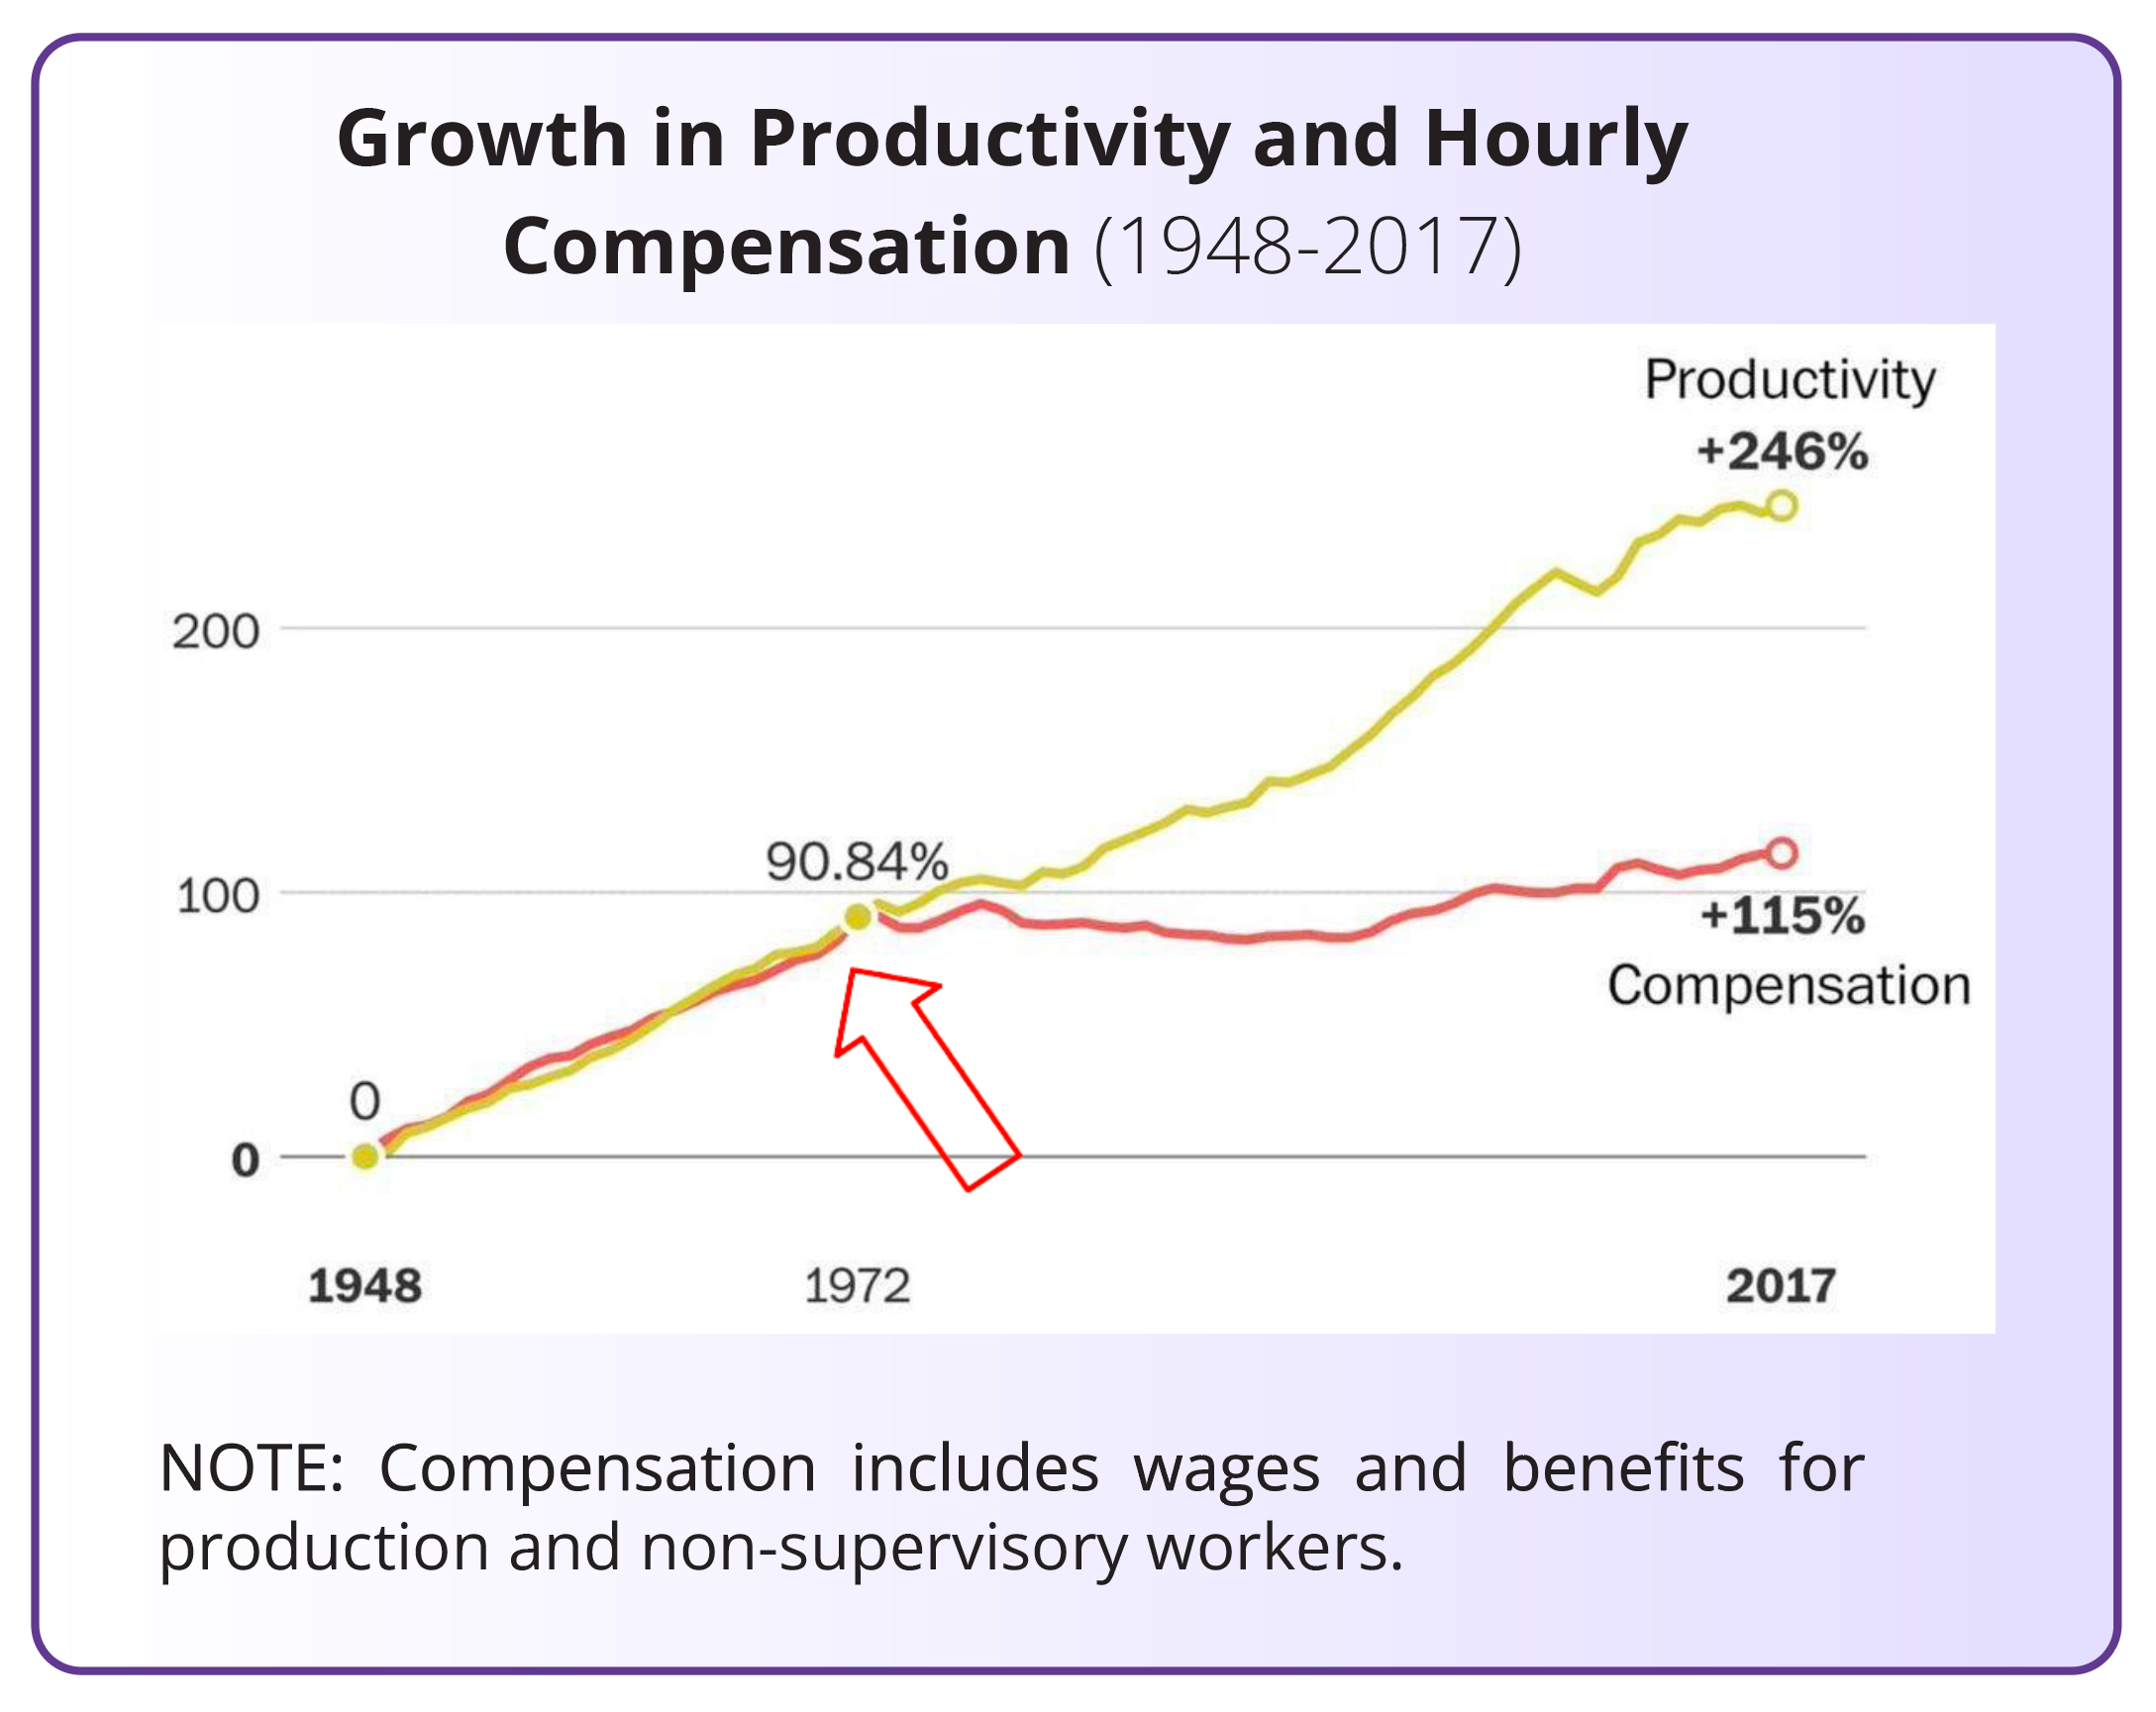 Growth in Productivity and Hourly
Compensation (1948-2017)
Productivity
+246%
200
90.84%
100
+115%
Compensation
0
0
1948
1972
2017
NOTE: Compensation includes wages and benefits for
production and non-supervisory workers.